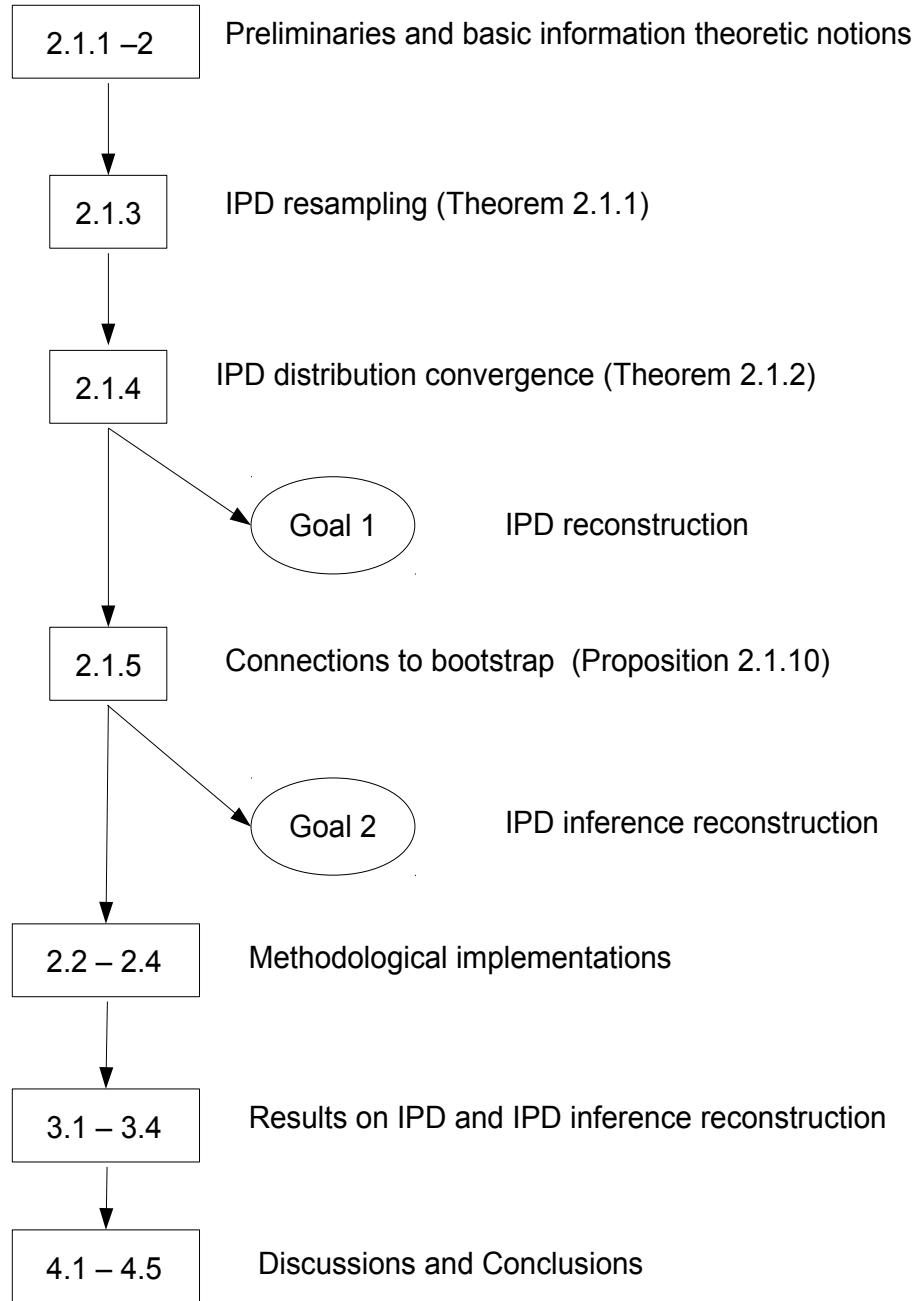 2.1.1 –2 Preliminaries and basic information theoretic notions
2.1.3 IPD resampling (Theorem 2.1.1)
2.1.4 IPD distribution convergence (Theorem 2.1.2)
Goal 1 IPD reconstruction
2.1.5 Connections to bootstrap (Proposition 2.1.10)
Goal 2 IPD inference reconstruction
2.2 – 2.4 Methodological implementations
3.1 – 3.4 Results on IPD and IPD inference reconstruction
4.1 – 4.5 Discussions and Conclusions